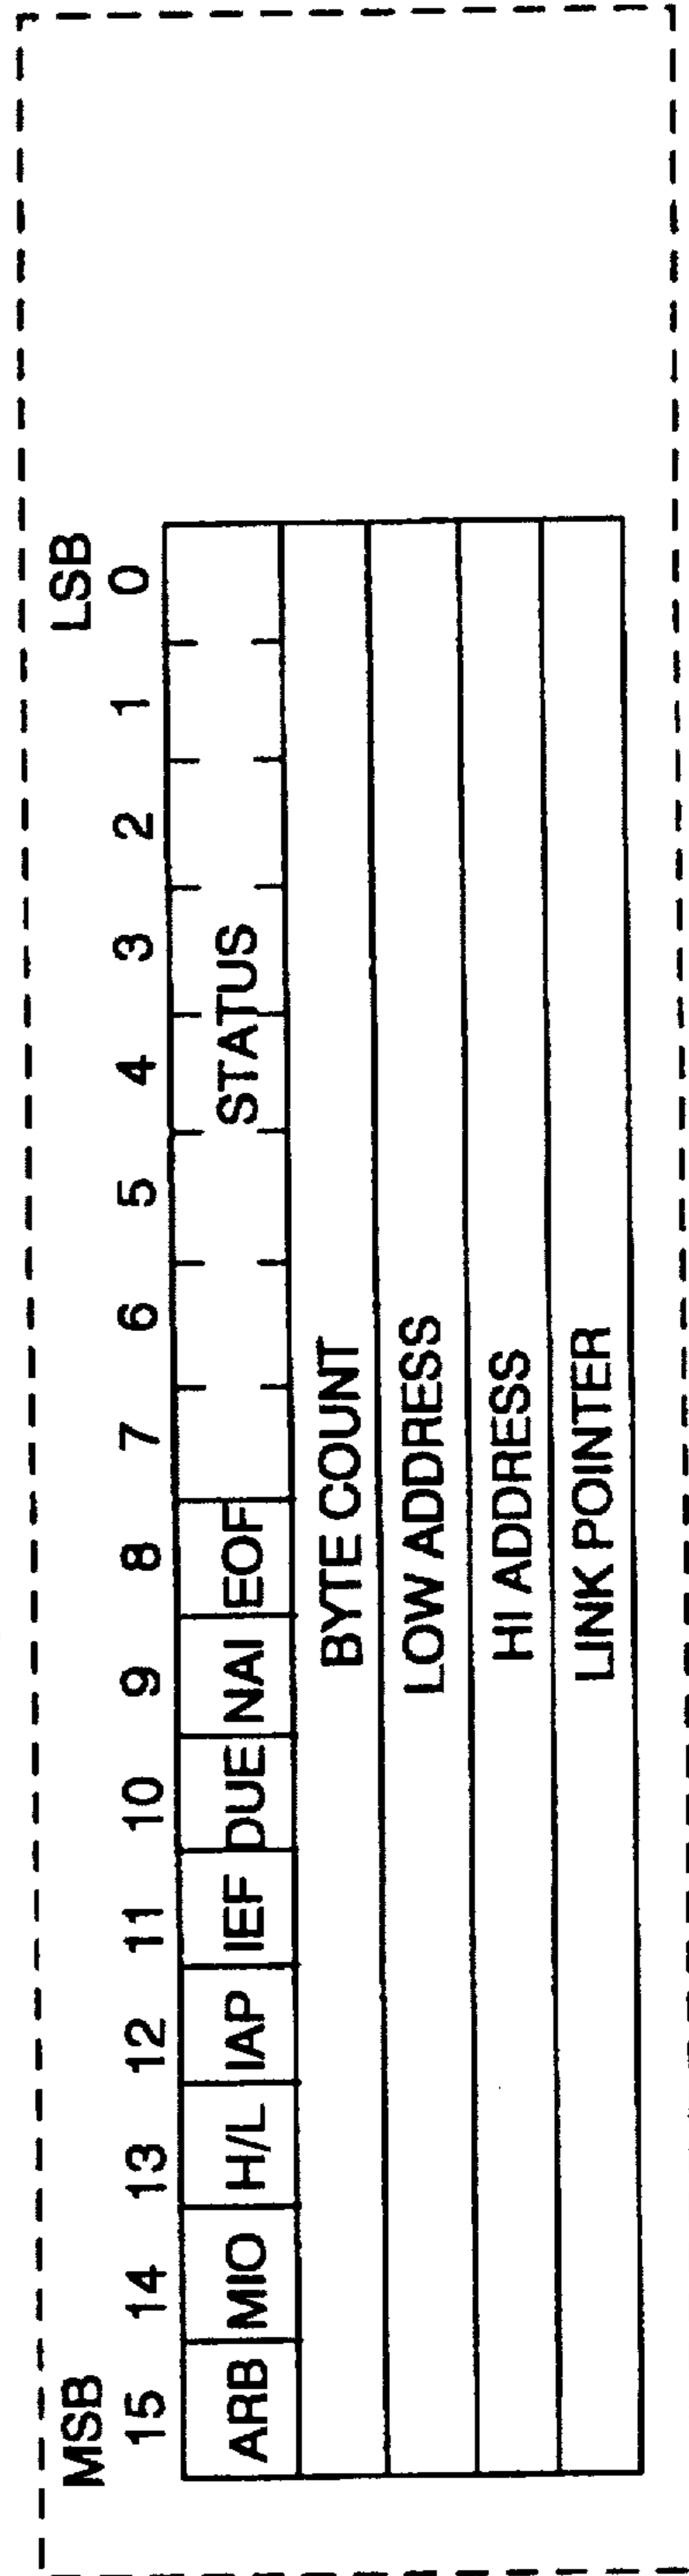 MSB LSB
15 14 13 12 11 10 9 8 7 6 5 4 3 2 1 0
ARB MIO H/L IAP IEF DUE NAI EOF STATUS
BYTE COUNT
LOW ADDRESS
HI ADDRESS
LINK POINTER